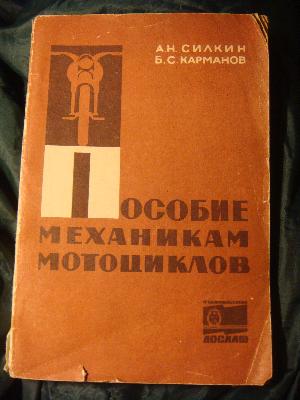 А.Н. СИЛКИН
Б.С. КАРМАНОВ
ПОСОБИЕ
МЕХАНИКАМ
МОТОЦИКЛОВ
ДОСААФ